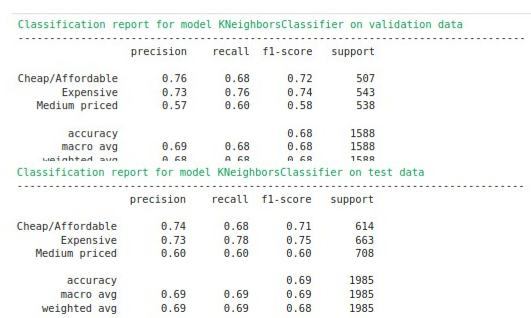 Classification report for model KNeighborsClassifier on validation data
--------------------------------------------------------------------------------
precision recall f1-score support
Cheap/Affordable 0.76 0.68 0.72 507
Expensive 0.73 0.76 0.74 543
Medium priced 0.57 0.60 0.58 538
accuracy 0.68 1588
macro avg 0.69 0.68 0.68 1588
weighted avg 0.68 0.68 0.68 1588
Classification report for model KNeighborsClassifier on test data
--------------------------------------------------------------------------------
precision recall f1-score support
Cheap/Affordable 0.74 0.68 0.71 614
Expensive 0.73 0.78 0.75 663
Medium priced 0.60 0.60 0.60 708
accuracy 0.69 1985
macro avg 0.69 0.69 0.69 1985
weighted avg 0.69 0.69 0.68 1985